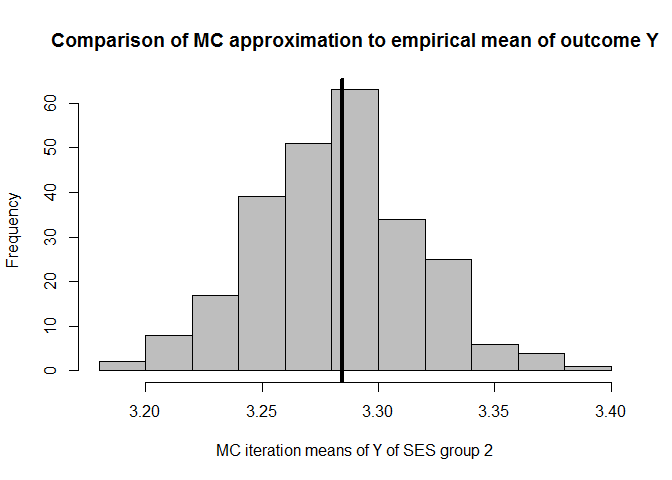 Comparison of MC approximation to empirical mean of outcome Y
Frequency
60
50
40
30
20
10
0
3.20 3.25 3.30 3.35 3.40
MC iteration means of Y of SES group 2